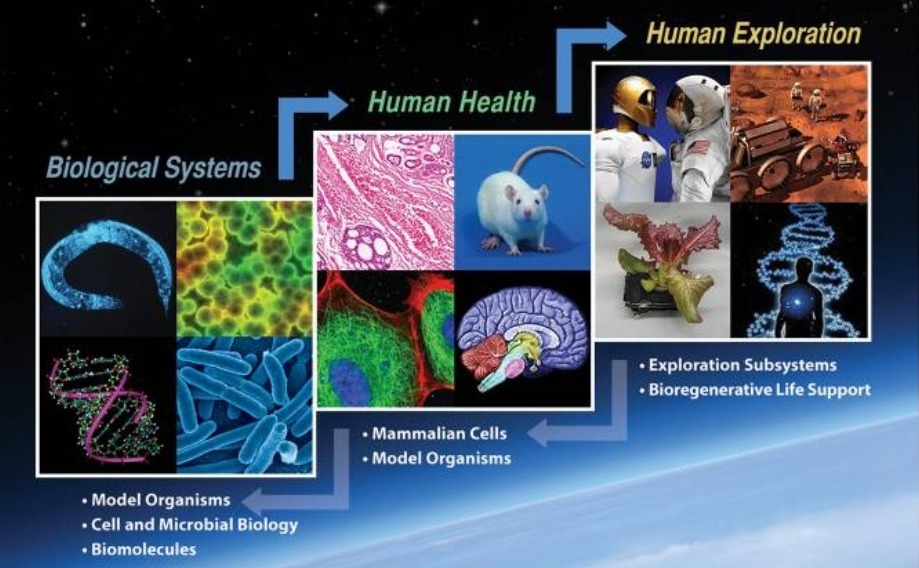 Human Exploration
Human Health
Biological Systems
• Exploration Subsystems
• Bioregenerative Life Support
• Mammalian Cells
• Model Organisms
• Model Organisms
• Cell and Microbial Biology
• Biomolecules